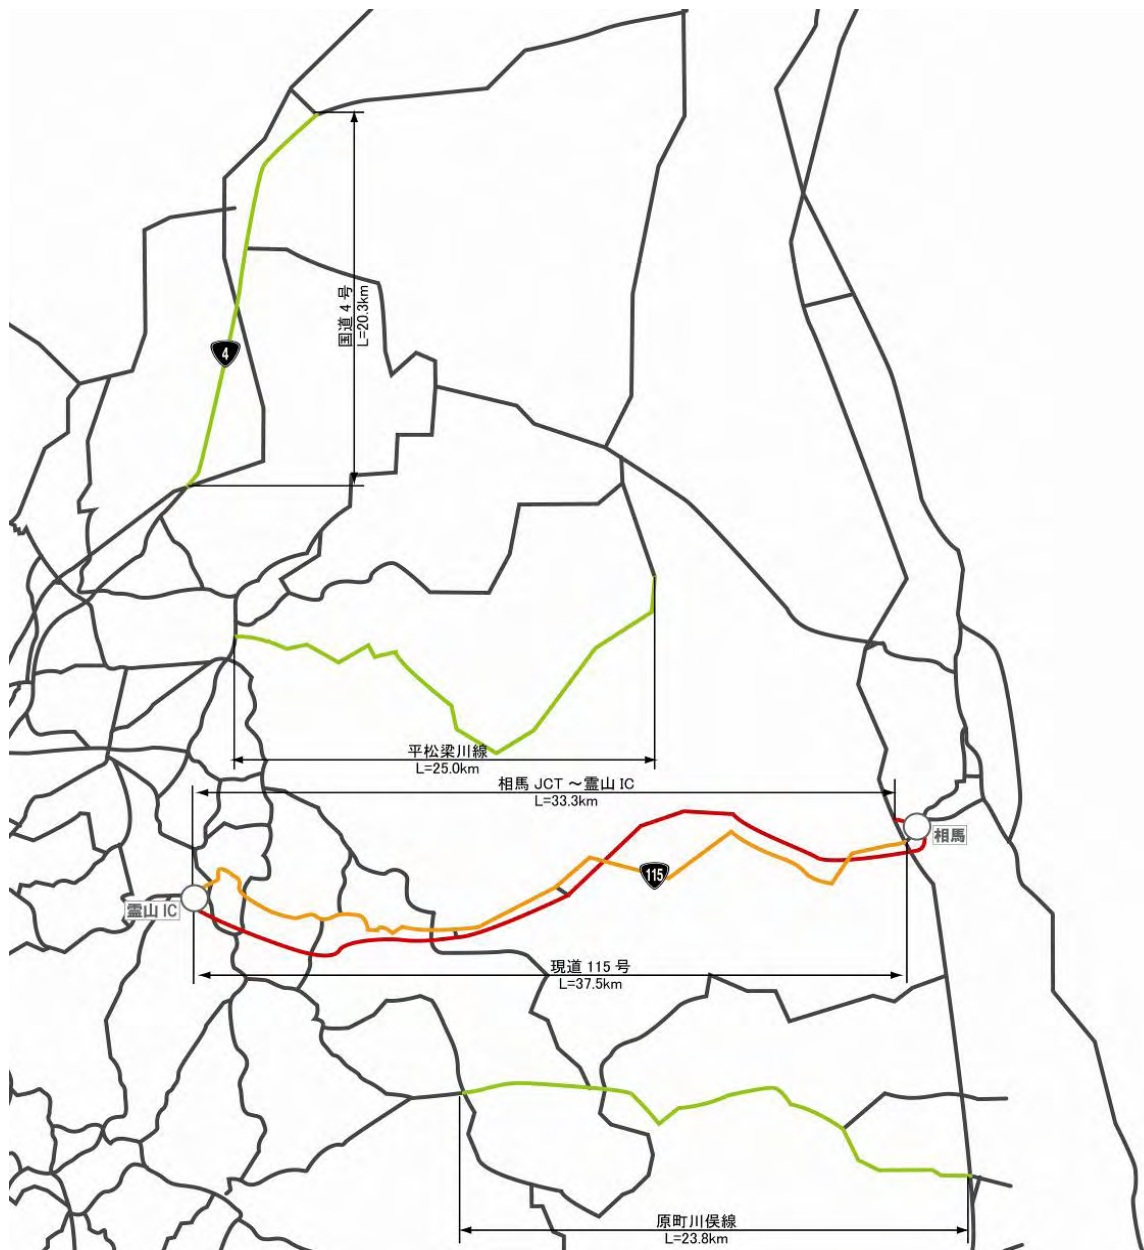 国道 4 号
L=20.3km
4
平松梁川線
L=25.0km
相馬 JCT ～霊山 IC
L=33.3km
相馬
115
霊山 IC
現道 115 号
L=37.5km
原町川俣線
L=23.8km